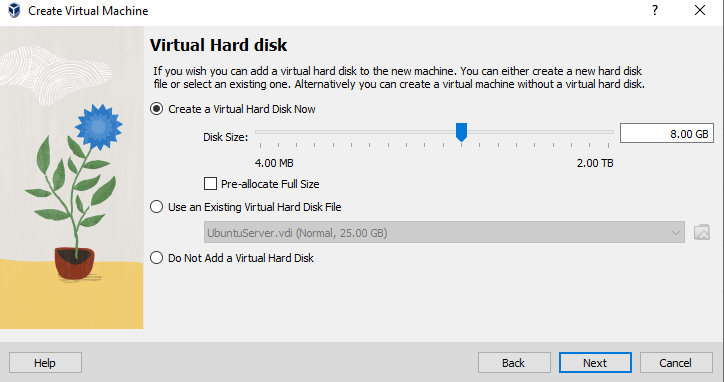 Create Virtual Machine
?
Virtual Hard disk
If you wish you can add a virtual hard disk to the new machine. You can either create a new hard disk
file or select an existing one. Alternatively you can create a virtual machine without a virtual hard disk.
Create a Virtual Hard Disk Now
Disk Size:
8.00 GB
4.00 MB
2.00 TB
Pre-allocate Full Size
Use an Existing Virtual Hard Disk File
UbuntuServer.vdi (Normal, 25.00 GB)
Do Not Add a Virtual Hard Disk
Help
Back
Next
Cancel